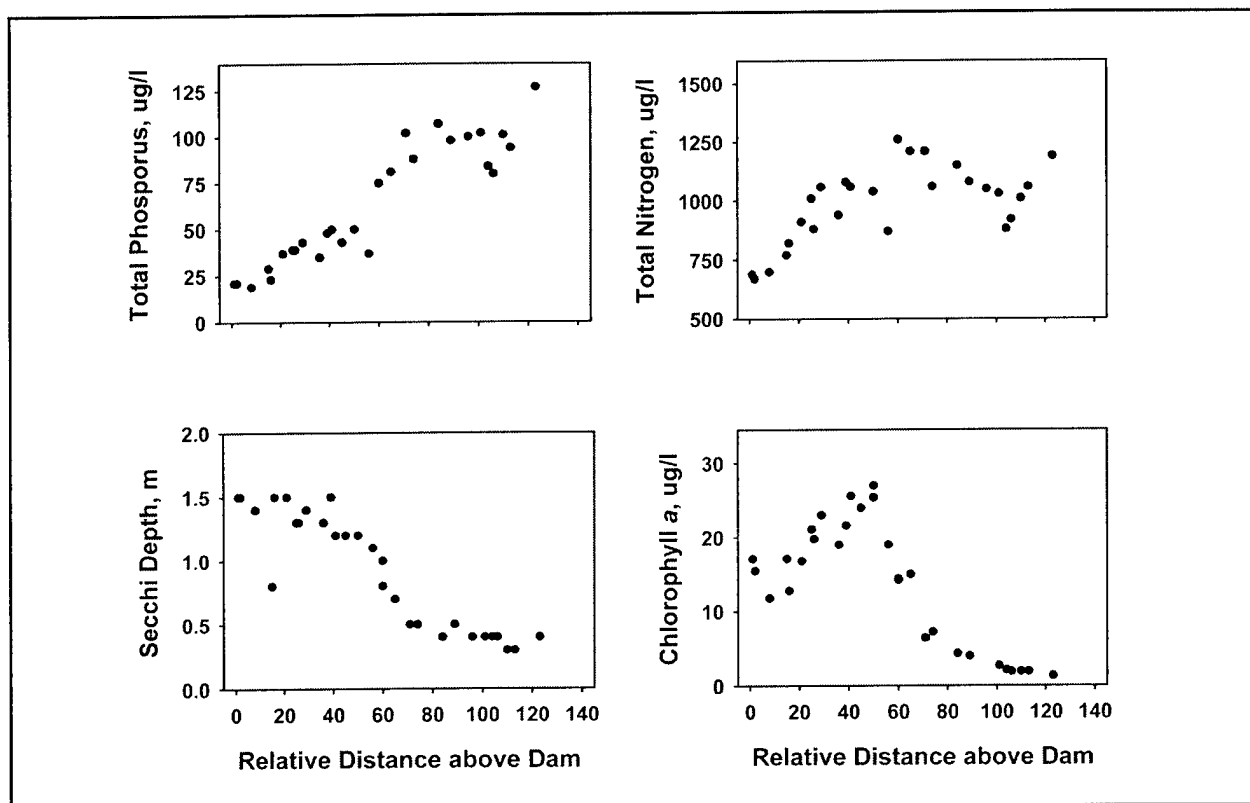 Total Phosporus, ug/l
125
100
75
50
25
0
Total Nitrogen, ug/l
1500
1250
1000
750
500
Secchi Depth, m
2.0
1.5
1.0
0.5
0.0
0 20 40 60 80 100 120 140
Relative Distance above Dam
Chlorophyll a, ug/l
30
20
10
0
0 20 40 60 80 100 120 140
Relative Distance above Dam